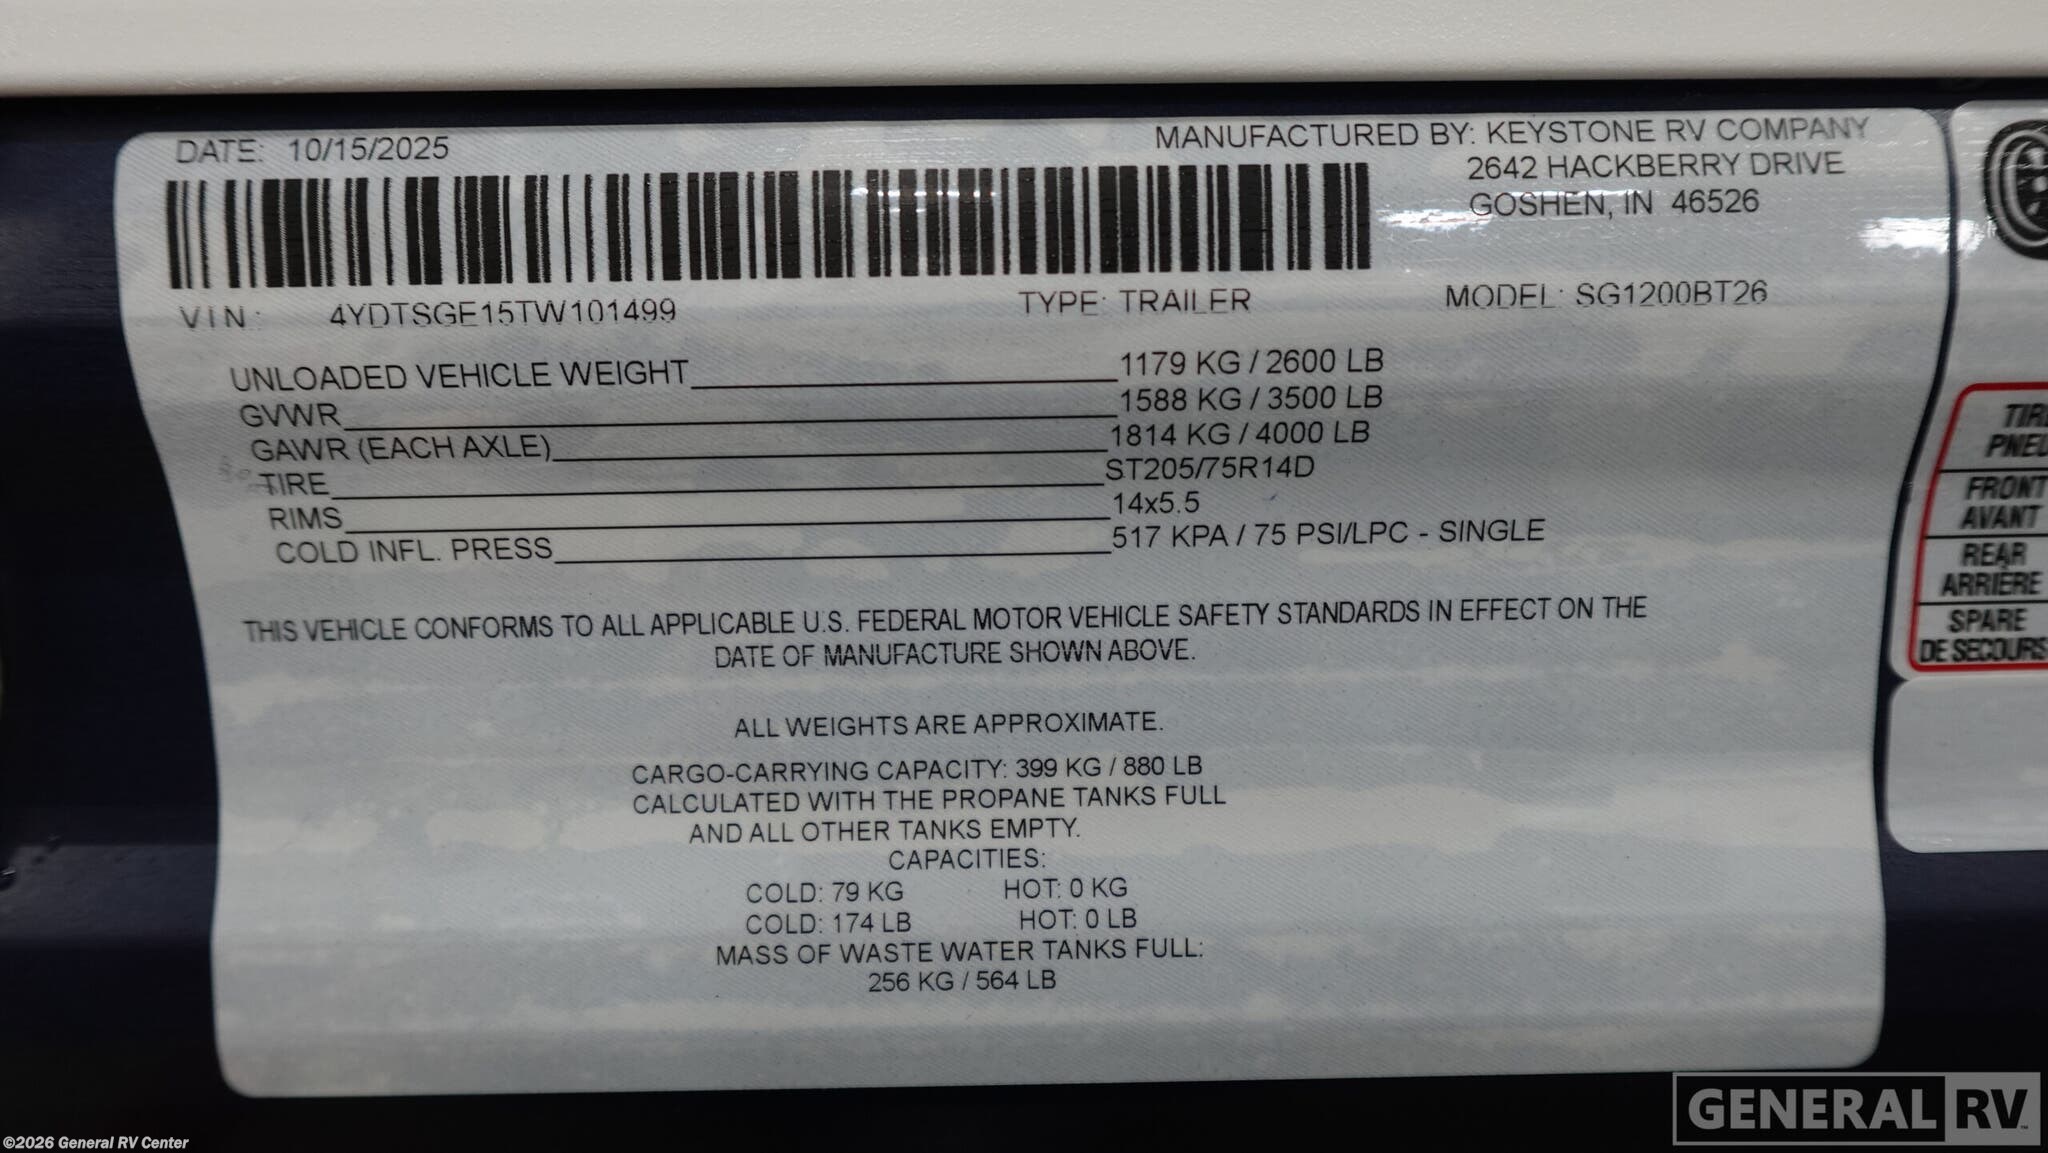 DATE: 10/15/2025
MANUFACTURED BY: KEYSTONE RV COMPANY
2642 HACKBERRY DRIVE
GOSHEN, IN 46526
VIN: 4YDTSGE15TW101499 TYPE: TRAILER MODEL: SG1200BT26
UNLOADED VEHICLE WEIGHT 1179 KG / 2600 LB
GVWR 1588 KG / 3500 LB
GAWR (EACH AXLE) 1814 KG / 4000 LB
TIRE ST205/75R14D
RIMS 14x5.5
COLD INFL. PRESS 517 KPA / 75 PSI/LPC - SINGLE
THIS VEHICLE CONFORMS TO ALL APPLICABLE U.S. FEDERAL MOTOR VEHICLE SAFETY STANDARDS IN EFFECT ON THE
DATE OF MANUFACTURE SHOWN ABOVE.
ALL WEIGHTS ARE APPROXIMATE.
CARGO-CARRYING CAPACITY: 399 KG / 880 LB
CALCULATED WITH THE PROPANE TANKS FULL
AND ALL OTHER TANKS EMPTY.
CAPACITIES:
COLD: 79 KG HOT: 0 KG
COLD: 174 LB HOT: 0 LB
MASS OF WASTE WATER TANKS FULL:
256 KG / 564 LB
FRONT
AVANT
REAR
ARRIÈRE
SPARE
DE SECOURS
GENERAL RV
©2026 General RV Center